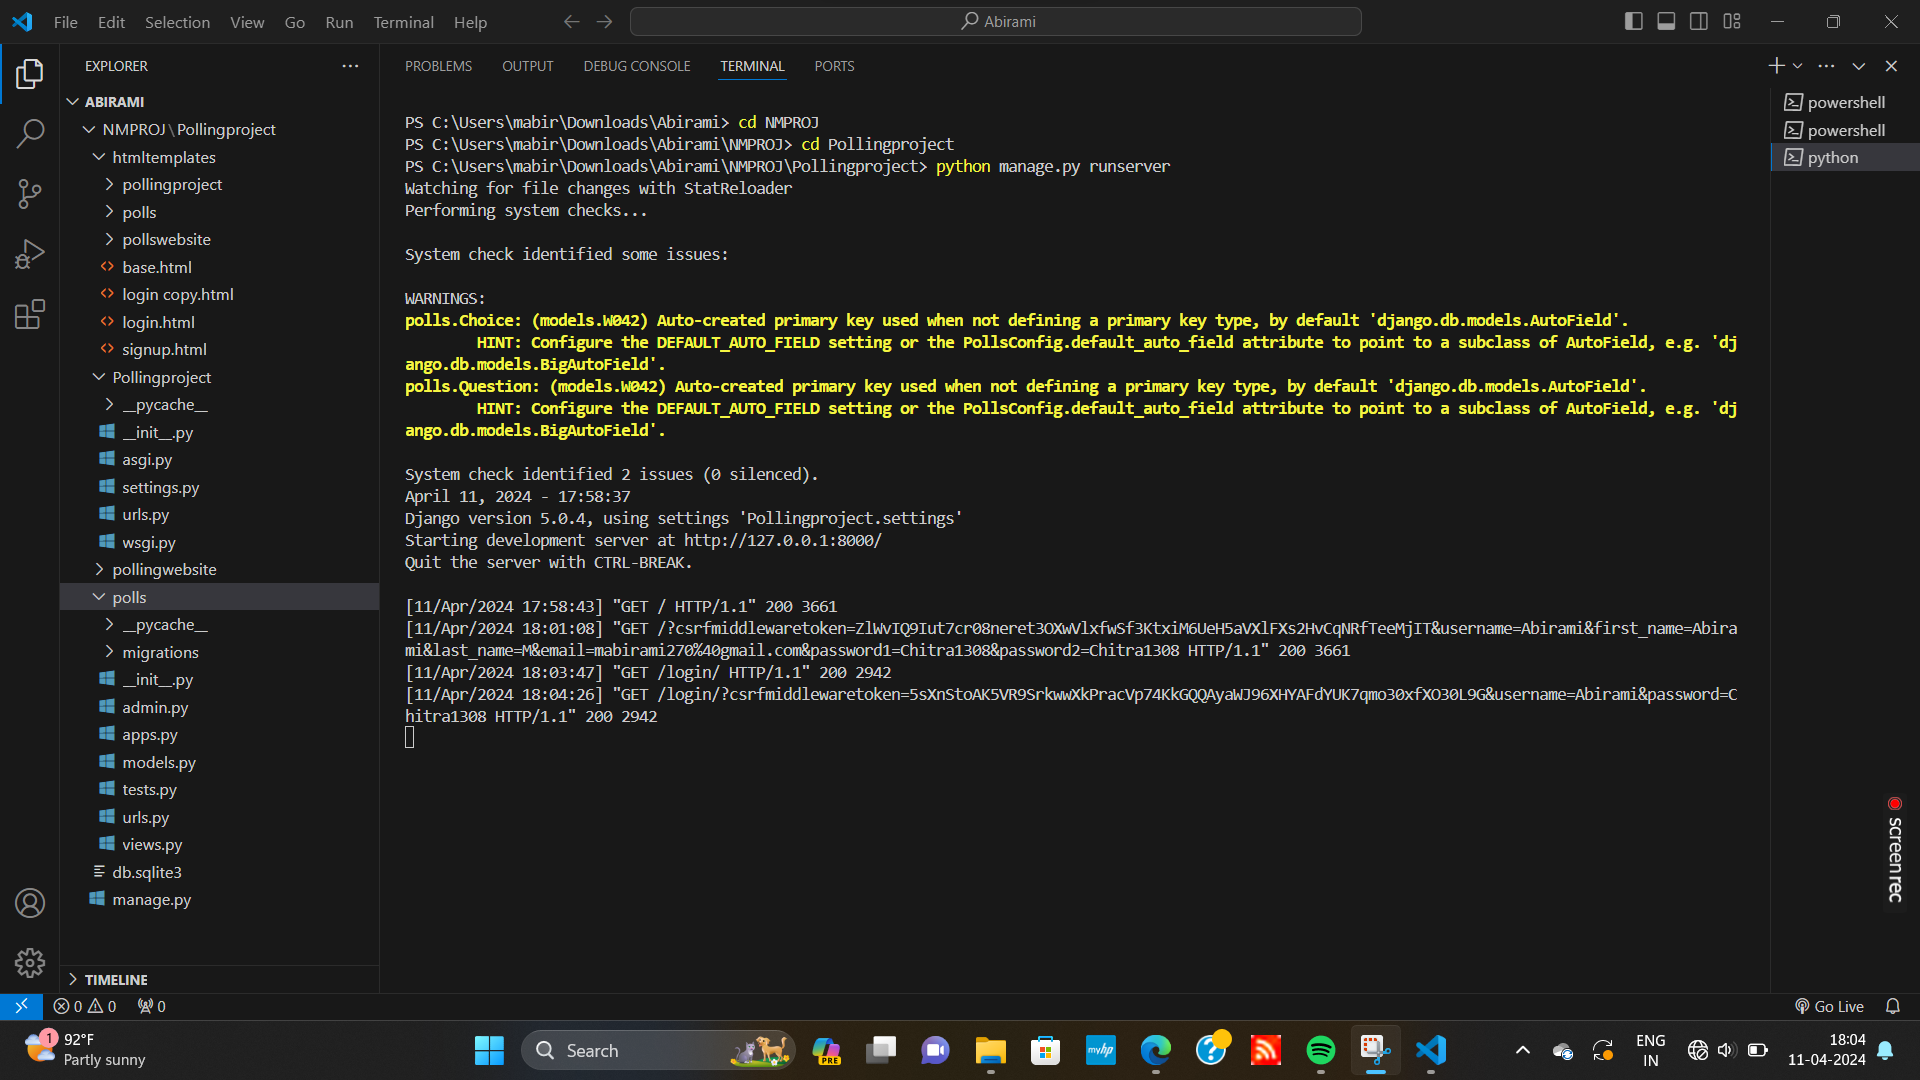 File Edit Selection View Go Run Terminal Help
Abirami
EXPLORER
ABIRAMI
NMPROJ\Pollingproject
htmltemplates
pollingproject
polls
pollswebsite
base.html
login copy.html
login.html
signup.html
Pollingproject
__pycache__
__init__.py
asgi.py
settings.py
urls.py
wsgi.py
pollingwebsite
polls
__pycache__
migrations
__init__.py
admin.py
apps.py
models.py
tests.py
urls.py
views.py
db.sqlite3
manage.py
TIMELINE
PROBLEMS OUTPUT DEBUG CONSOLE TERMINAL PORTS
PS C:\Users\mabir\Downloads\Abirami> cd NMPROJ
PS C:\Users\mabir\Downloads\Abirami\NMPROJ> cd Pollingproject
PS C:\Users\mabir\Downloads\Abirami\NMPROJ\Pollingproject> python manage.py runserver
Watching for file changes with StatReloader
Performing system checks...
System check identified some issues:
WARNINGS:
polls.Choice: (models.W042) Auto-created primary key used when not defining a primary key type, by default 'django.db.models.AutoField'.
HINT: Configure the DEFAULT_AUTO_FIELD setting or the PollsConfig.default_auto_field attribute to point to a subclass of AutoField, e.g. 'dj
ango.db.models.BigAutoField'.
polls.Question: (models.W042) Auto-created primary key used when not defining a primary key type, by default 'django.db.models.AutoField'.
HINT: Configure the DEFAULT_AUTO_FIELD setting or the PollsConfig.default_auto_field attribute to point to a subclass of AutoField, e.g. 'dj
ango.db.models.BigAutoField'.
System check identified 2 issues (0 silenced).
April 11, 2024 - 17:58:37
Django version 5.0.4, using settings 'Pollingproject.settings'
Starting development server at http://127.0.0.1:8000/
Quit the server with CTRL-BREAK.
[11/Apr/2024 17:58:43] "GET / HTTP/1.1" 200 3661
[11/Apr/2024 18:01:08] "GET /?csrfmiddlewaretoken=ZlWvIQ9Iut7cr08neret3OXwVlxfwSf3KtxiM6UeH5aVXlFXs2HvCqNRfTeeMjIT&username=Abirami&first_name=Abira
mi&last_name=M&email=mabirami270%40gmail.com&password1=Chitra1308&password2=Chitra1308 HTTP/1.1" 200 3661
[11/Apr/2024 18:03:47] "GET /login/ HTTP/1.1" 200 2942
[11/Apr/2024 18:04:26] "GET /login/?csrfmiddlewaretoken=5sXnStoAK5VR9SrkwwXkPracVp74KkGQQAyaWJ96XHYAFdYUK7qmo30xfXO30L9G&username=Abirami&password=C
hitra1308 HTTP/1.1" 200 2942
powershell
powershell
python
screenrec
0 0 0
Go Live
1
92°F
Partly sunny
Search
PRE
myhp
ENG
IN
18:04
11-04-2024